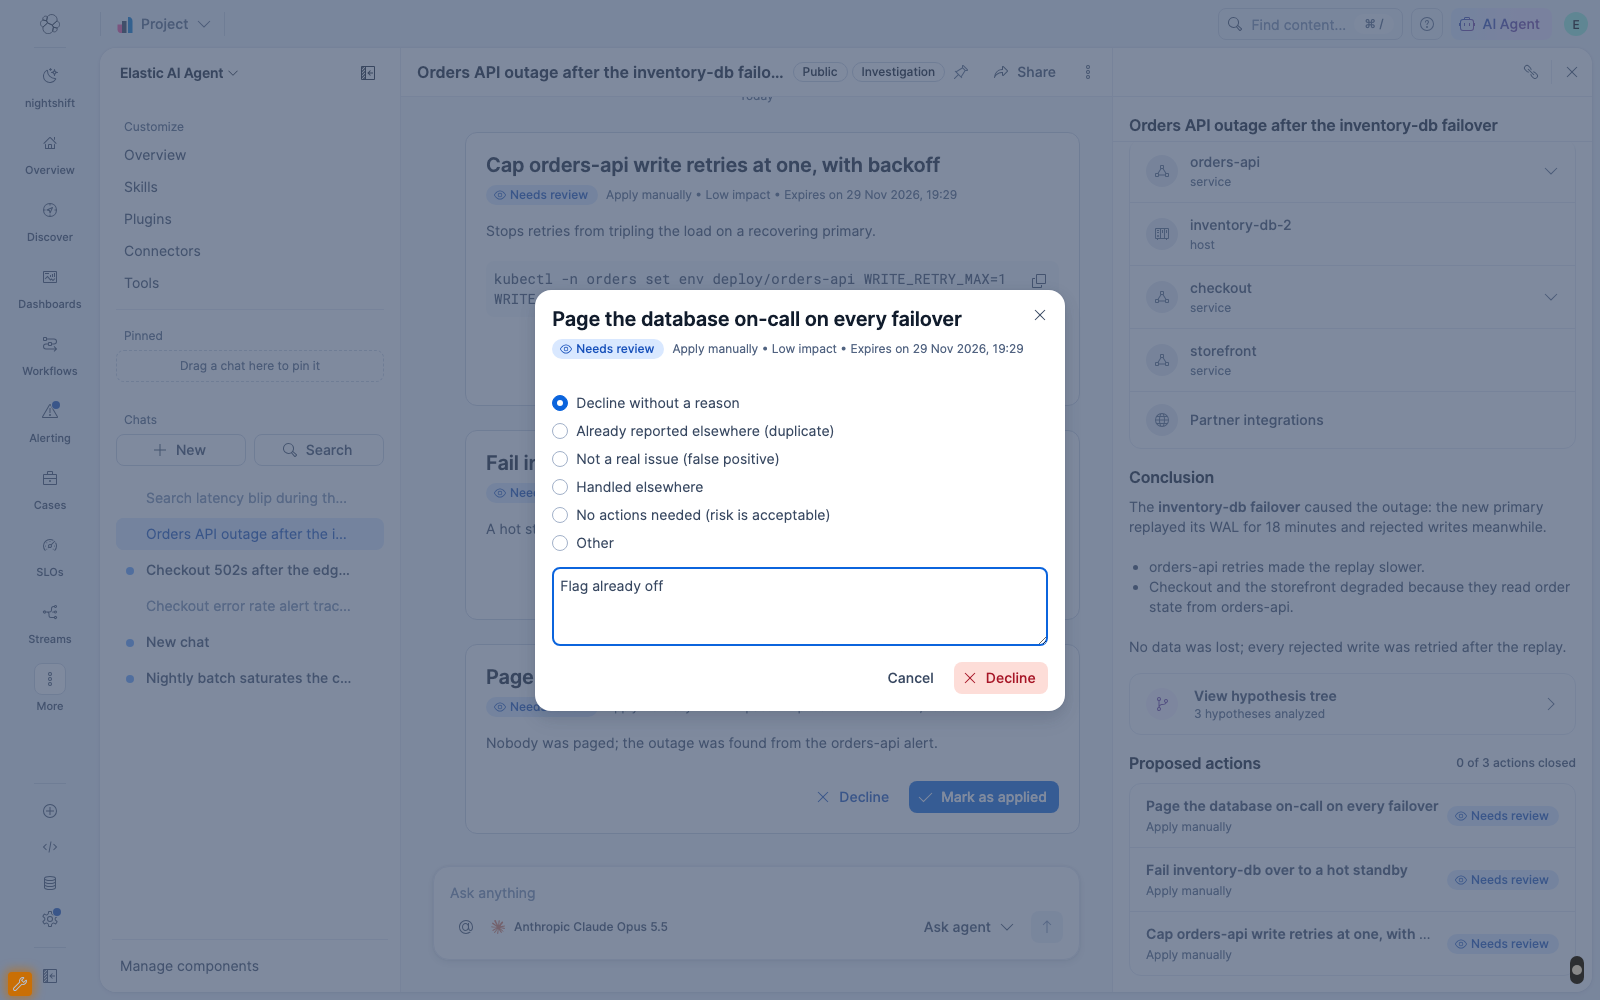 Project
Find content...
⌘ /
AI Agent
E
nightshift
Overview
Discover
Dashboards
Workflows
Alerting
Cases
SLOs
Streams
More
Elastic AI Agent
Customize
Overview
Skills
Plugins
Connectors
Tools
Pinned
Drag a chat here to pin it
Chats
New
Search
Search latency blip during th...
Orders API outage after the i...
Checkout 502s after the edg...
Checkout error rate alert trac...
New chat
Nightly batch saturates the c...
Manage components
Orders API outage after the inventory-db failo...
Public
Investigation
Share
Today
Cap orders-api write retries at one, with backoff
Needs review
Apply manually • Low impact • Expires on 29 Nov 2026, 19:29
Stops retries from tripling the load on a recovering primary.
kubectl -n orders set env deploy/orders-api WRITE_RETRY_MAX=1
WRITE
Fail in
Nee
A hot st
Page
Need
Nobody was paged; the outage was found from the orders-api alert.
Decline
Mark as applied
Ask anything
@
Anthropic Claude Opus 5.5
Ask agent
Page the database on-call on every failover
Needs review
Apply manually • Low impact • Expires on 29 Nov 2026, 19:29
Decline without a reason
Already reported elsewhere (duplicate)
Not a real issue (false positive)
Handled elsewhere
No actions needed (risk is acceptable)
Other
Flag already off
Cancel
Decline
Orders API outage after the inventory-db failover
orders-api
service
inventory-db-2
host
checkout
service
storefront
service
Partner integrations
Conclusion
The inventory-db failover caused the outage: the new primary
replayed its WAL for 18 minutes and rejected writes meanwhile.
• orders-api retries made the replay slower.
• Checkout and the storefront degraded because they read order
state from orders-api.
No data was lost; every rejected write was retried after the replay.
View hypothesis tree
3 hypotheses analyzed
Proposed actions
0 of 3 actions closed
Page the database on-call on every failover
Apply manually
Needs review
Fail inventory-db over to a hot standby
Apply manually
Needs review
Cap orders-api write retries at one, with ...
Apply manually
Needs review